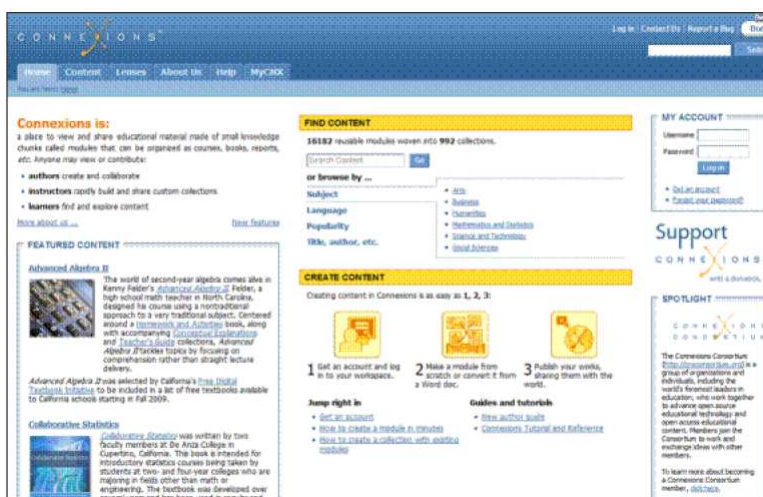 CONNEXIONS
Log In | Contact Us | Report a Bug
Home Content Lenses About Us Help MyCNX
You are here: Home
Connexions is:
a place to view and share educational material made of small knowledge
chunks called modules that can be organized as courses, books, reports,
etc. Anyone may view or contribute:
• authors create and collaborate
• instructors rapidly build and share custom collections
• learners find and explore content
More about us ... New features
FEATURED CONTENT
Advanced Algebra II
The world of second-year algebra comes alive in
Kenny Felder's Advanced Algebra II. Felder, a
high school math teacher in North Carolina,
designed his course using a nontraditional
approach to a very traditional subject. Centered
around a Homework and Activities book, along
with accompanying Conceptual Explanations
and Teacher's Guide collections, Advanced
Algebra II tackles topics by focusing on
comprehension rather than straight lecture
delivery.
Advanced Algebra II was selected by California's Free Digital
Textbook Initiative to be included in a list of free textbooks available
to California schools starting in Fall 2009.
Collaborative Statistics
Collaborative Statistics was written by two
faculty members at De Anza College in
Cupertino, California. This book is intended for
introductory statistics courses being taken by
students at two- and four-year colleges who are
majoring in fields other than math or
engineering. The textbook was developed over
FIND CONTENT
16182 reusable modules woven into 992 collections.
Search Content Go
or browse by ...
Subject
Language
Popularity
Title, author, etc.
• Arts
• Business
• Humanities
• Mathematics and Statistics
• Science and Technology
• Social Sciences
CREATE CONTENT
Creating content in Connexions is as easy as 1, 2, 3:
1 Get an account and log
in to your workspace.
2 Make a module from
scratch or convert it from
a Word doc.
3 Publish your works,
sharing them with the
world.
Jump right in
• Get an account
• How to create a module in minutes
• How to create a collection with existing
modules
Guides and tutorials
• New author guide
• Connexions Tutorial and Reference
MY ACCOUNT
Username
Password
Log in
• Get an account
• Forgot your password?
Support
CONNEXIONS
with a donation.
SPOTLIGHT
CONNEXIONS
CONSORTIUM
The Connexions Consortium
(http://cnxconsortium.org) is a
group of organizations and
individuals, including the
world's foremost leaders in
education, who work together
to advance open source
educational technology and
open access educational
content. Members join the
Consortium to work and
exchange ideas with other
members.
To learn more about becoming
a Connexions Consortium
member, click here.